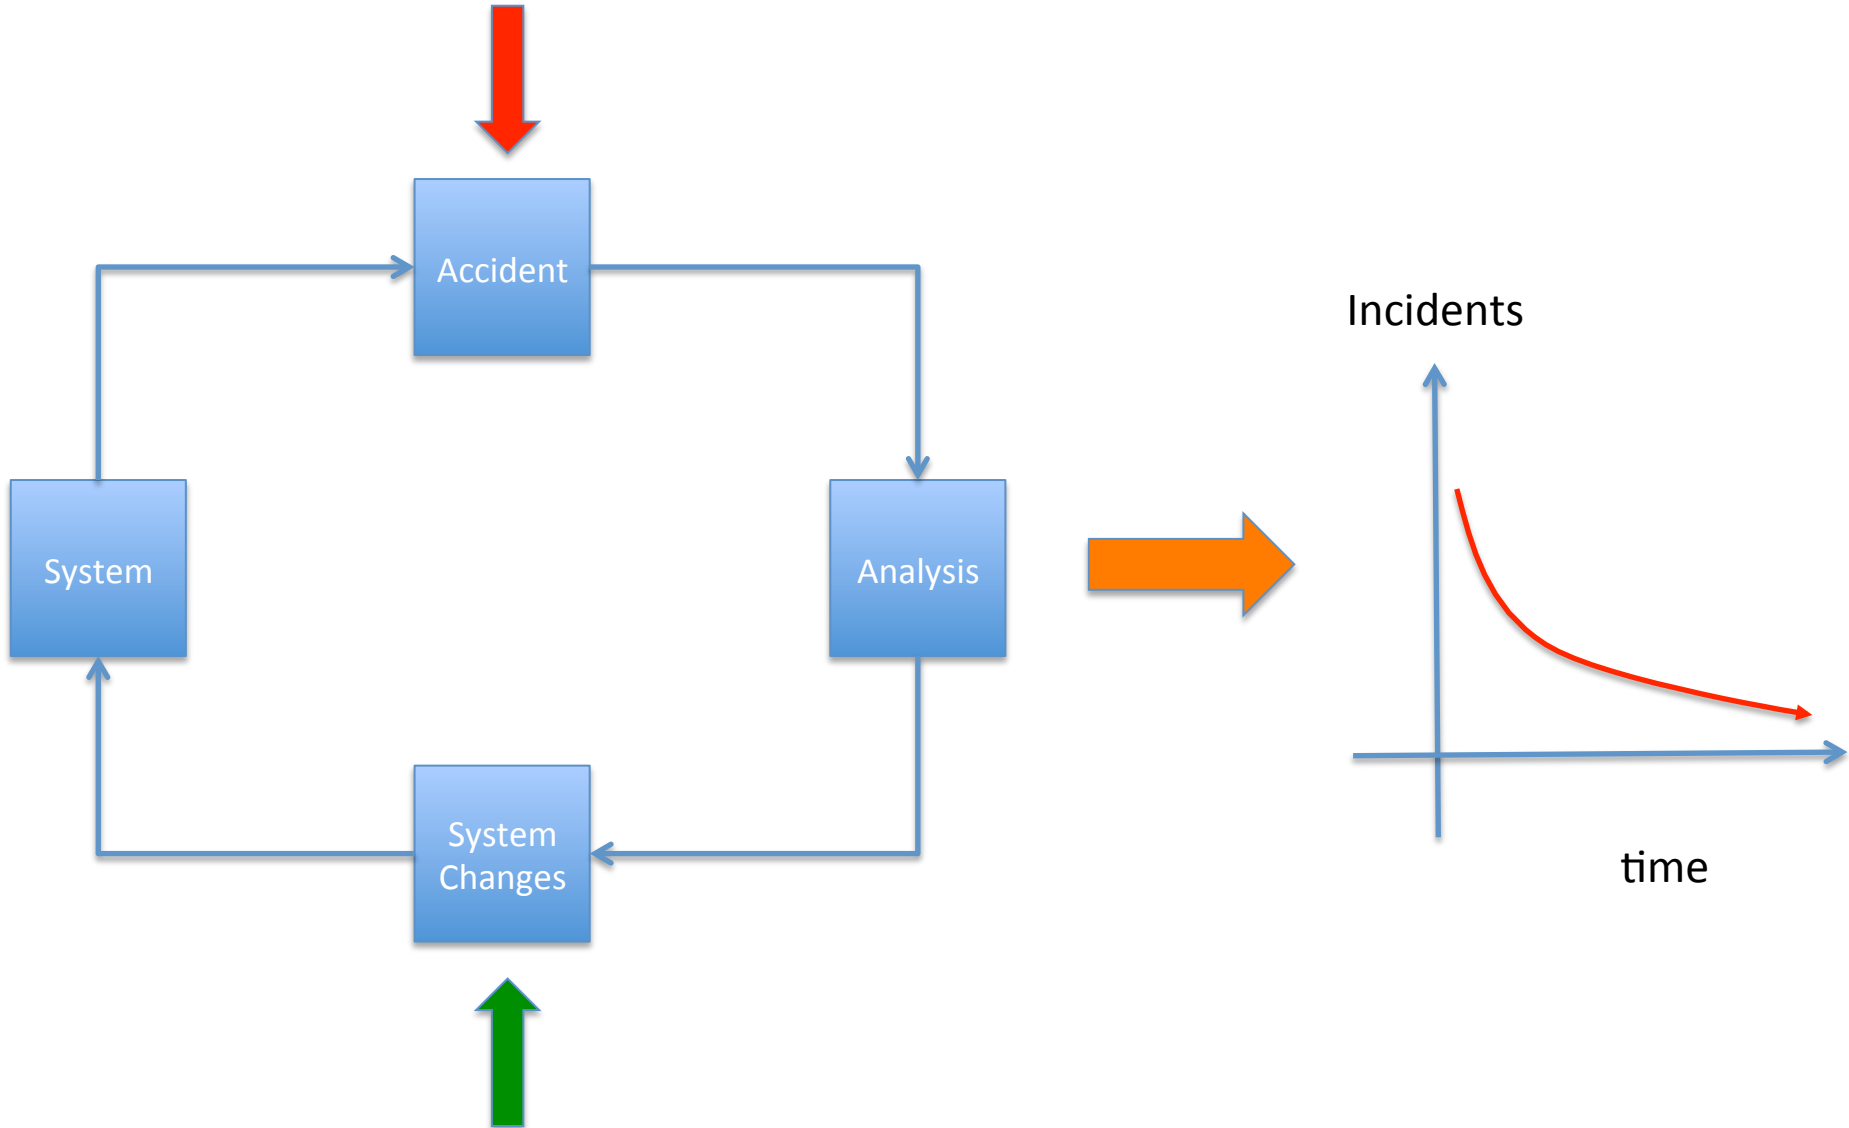 Accident
Incidents
System
Analysis
System
Changes
time